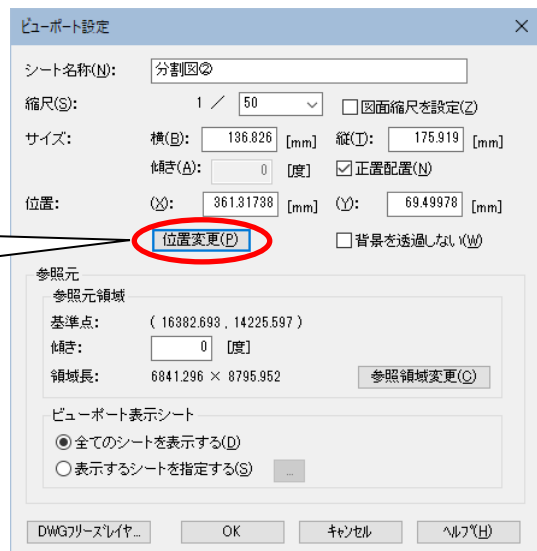 ビューポート設定
シート名称(N): 分割図②
縮尺(S): 1 / 50 図面縮尺を設定(Z)
サイズ: 横(B): 136.826 [mm] 縦(T): 175.919 [mm]
傾き(A): 0 [度] 正置配置(N)
位置: (X): 361.31738 [mm] (Y): 69.49978 [mm]
位置変更(P) 背景を透過しない(W)
参照元
参照元領域
基準点: ( 16382.693 , 14225.597 )
傾き: 0 [度]
領域長: 6841.296 × 8795.952 参照領域変更(C)
ビューポート表示シート
全てのシートを表示する(D)
表示するシートを指定する(S) ...
DWGフリーズレイヤ... OK キャンセル ヘルプ(H)